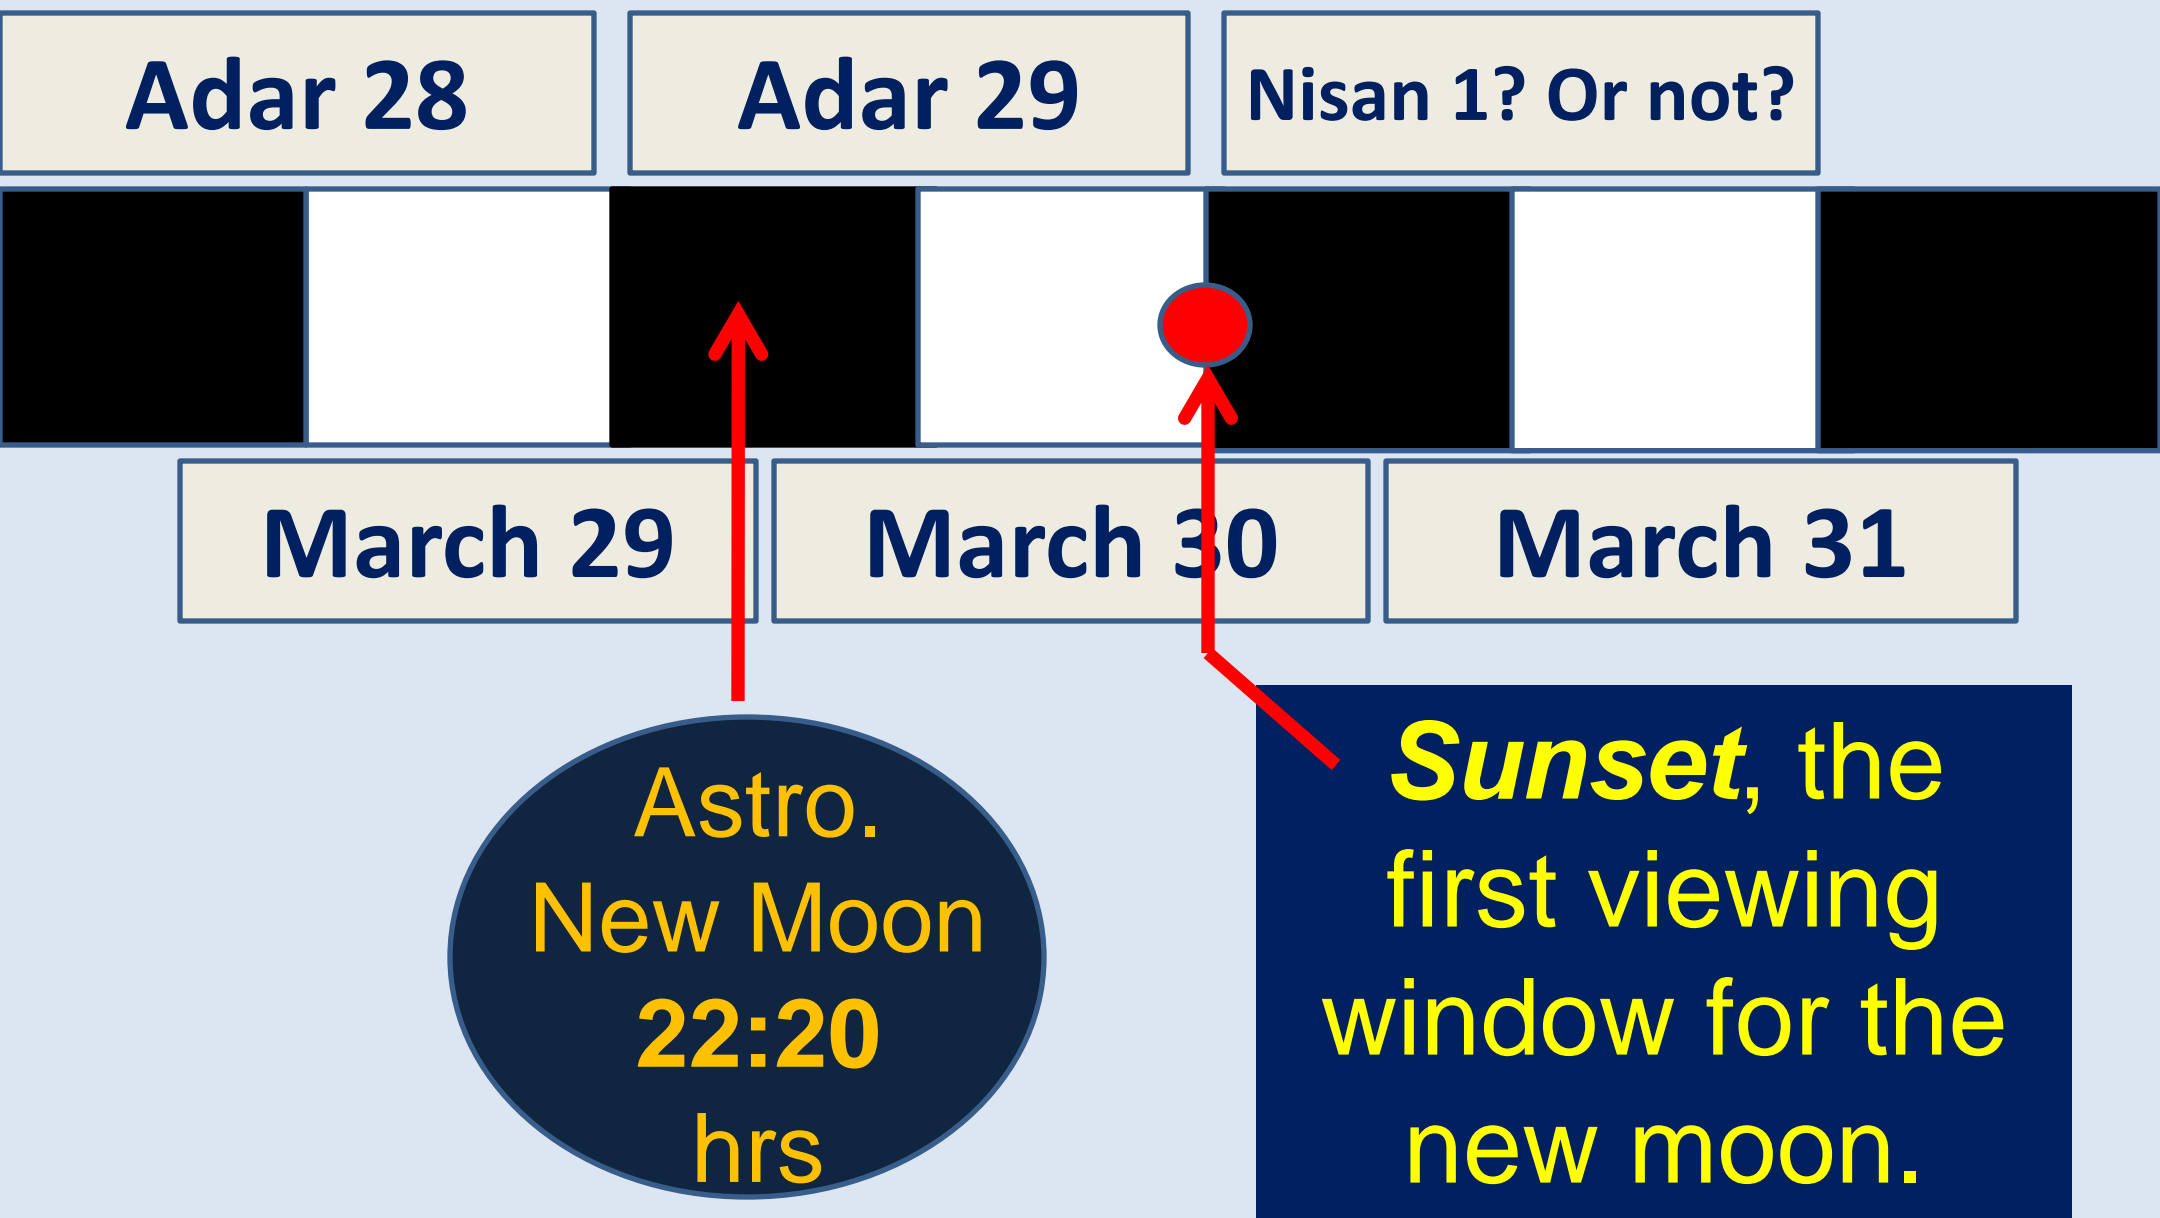 Adar 28
Adar 29
Nisan 1? Or not?
March 29
March 30
March 31
Astro.
New Moon
22:20
hrs
Sunset, the
first viewing
window for the
new moon.